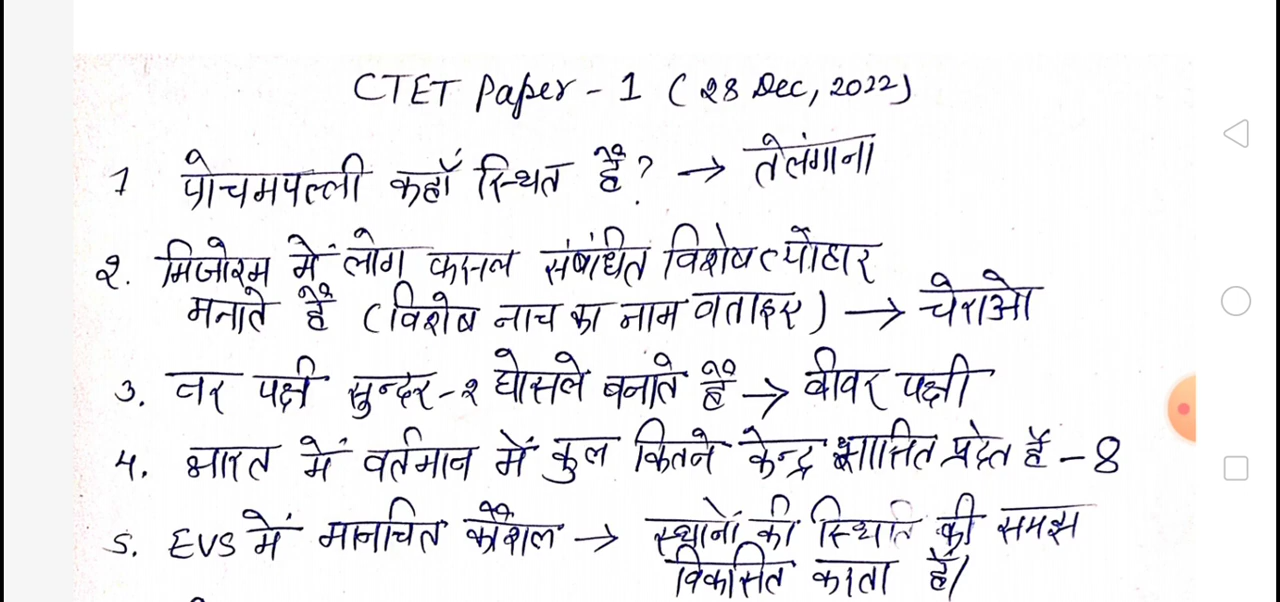 CTET Paper - 1 (28 Dec, 2022)
1 पोचमपल्ली कहाँ स्थित हैं? → तेलंगाना
2. मिजोरम में लोग फसल संबंधित विशेष त्यौहार
मनाते हैं (विशेष नाच का नाम बताइए) → चेराओ
3. नर पक्षी सुन्दर-2 घोसले बनाते हैं → वीवर पक्षी
4. भारत में वर्तमान में कुल कितने केन्द्र शासित प्रदेत हैं - 8
5. EVS में मानचित कौशल → स्थानों की स्थिति की समझ
विकसित करता है।